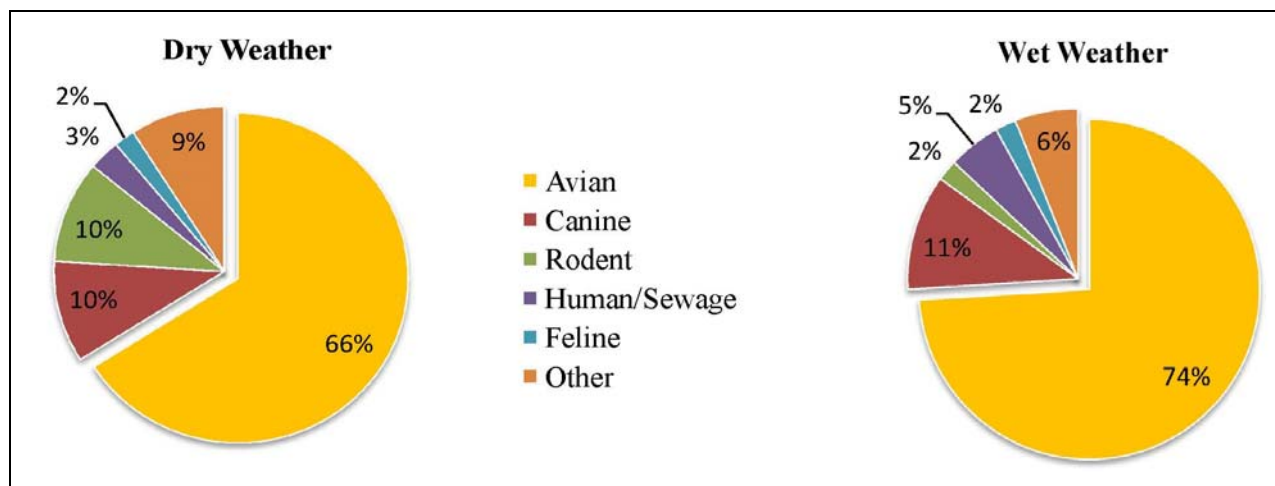 Dry Weather
2%
3%
9%
10%
10%
66%
Avian
Canine
Rodent
Human/Sewage
Feline
Other
Wet Weather
5%
2%
2%
6%
11%
74%